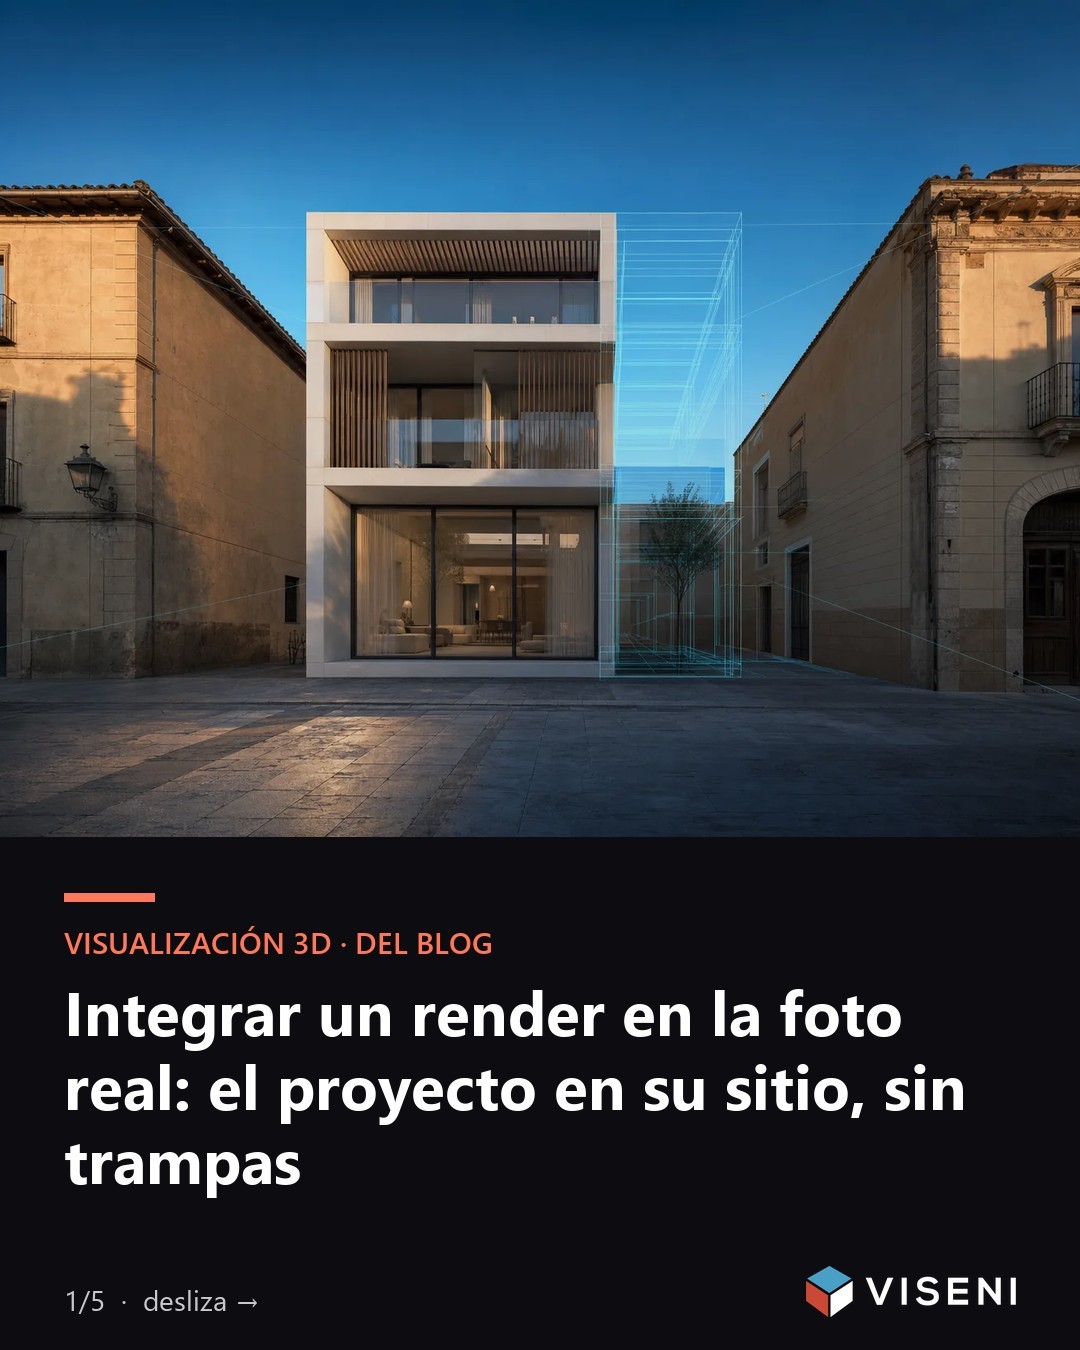 VISUALIZACIÓN 3D · DEL BLOG
Integrar un render en la foto
real: el proyecto en su sitio, sin
trampas
1/5 · desliza →
VISENI